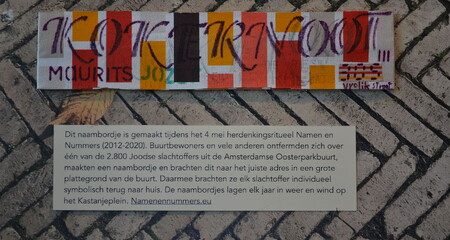 KOKERNOOT
MOURITS JOZ
Dit naambordje is gemaakt tijdens het 4 mei herdenkingsritueel Namen en
Nummers (2012-2020). Buurtbewoners en vele anderen ontfermden zich over
één van de 2.800 Joodse slachtoffers uit de Amsterdamse Oosterparkbuurt,
maakten een naambordje en brachten dit naar het juiste adres in een grote
plattegrond van de buurt. Daarmee brachten ze elk slachtoffer individueel
symbolisch terug naar huis. De naambordjes lagen elk jaar in weer en wind op
het Kastanjeplein. Namenennummers.eu